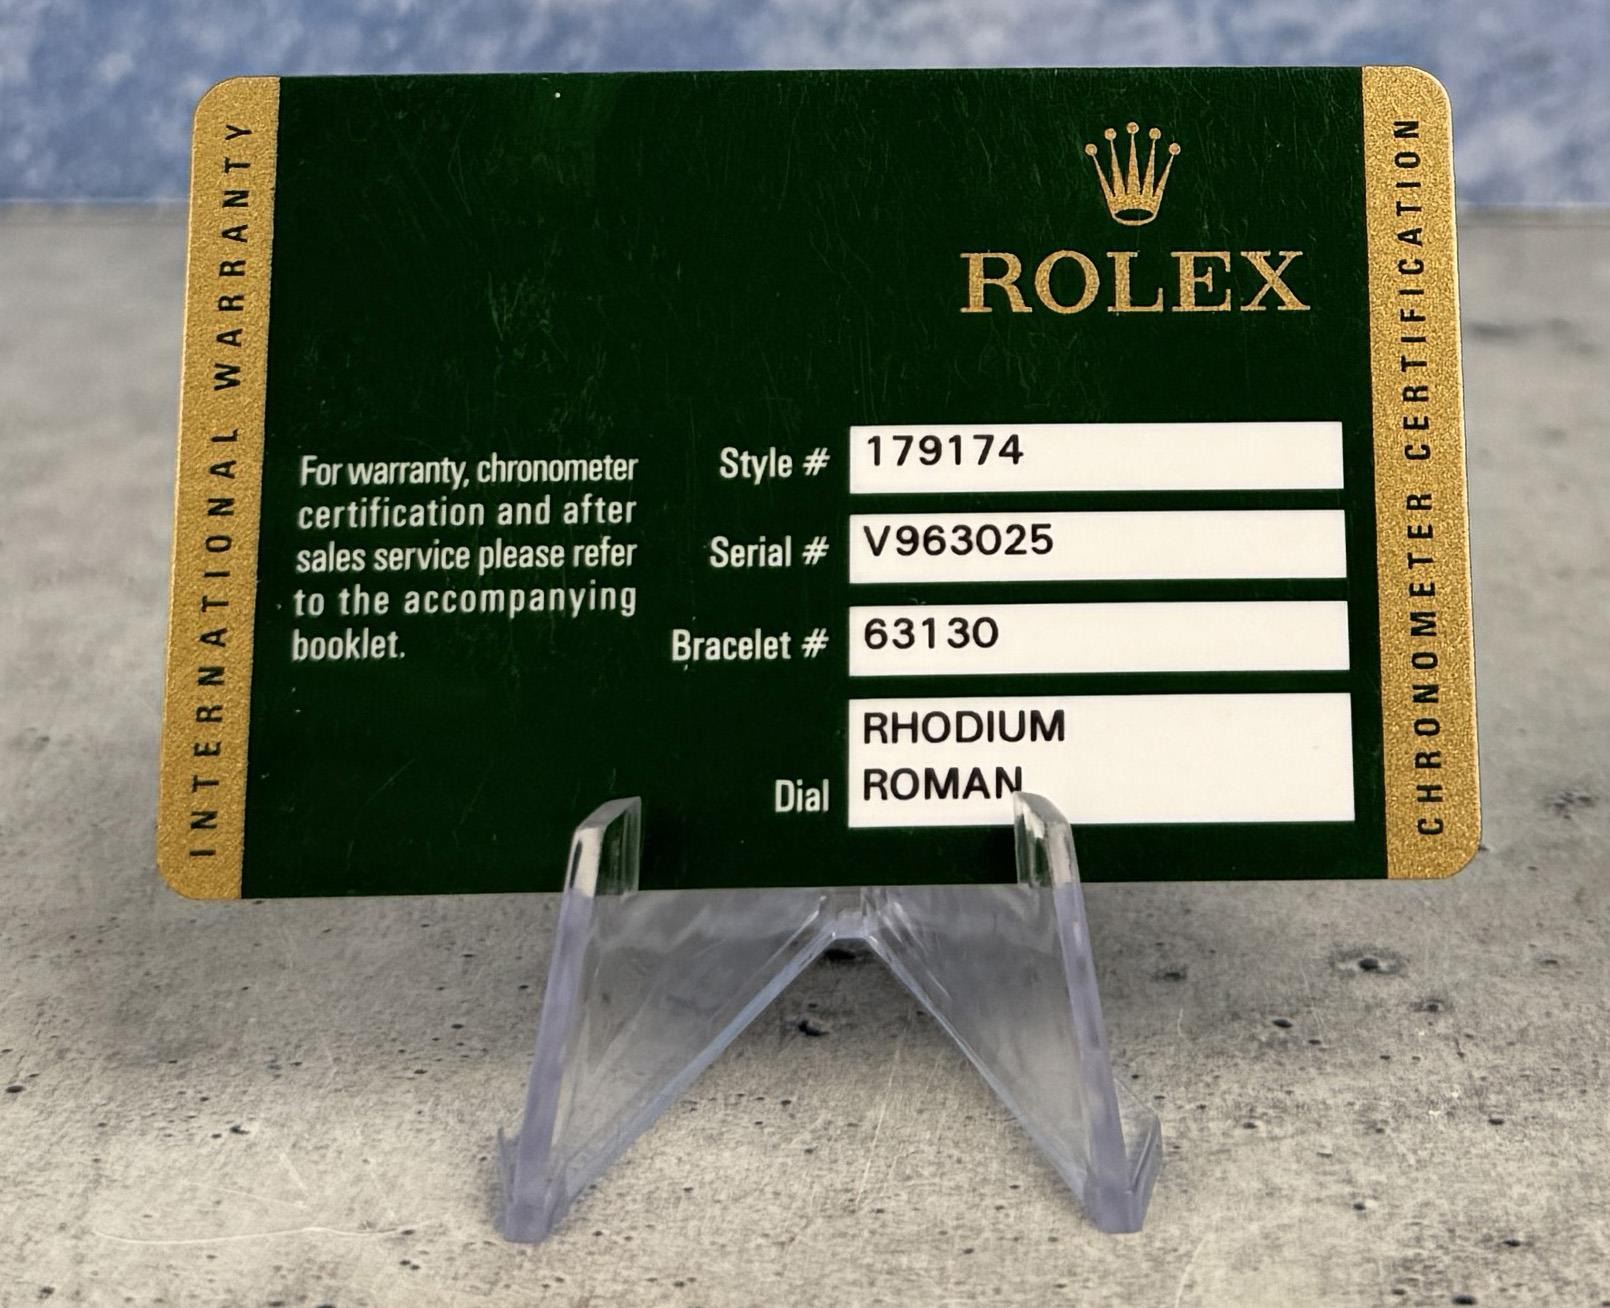 INTERNATIONAL WARRANTY
ROLEX
For warranty, chronometer
certification and after
sales service please refer
to the accompanying
booklet.
Style # 179174
Serial # V963025
Bracelet # 63130
Dial RHODIUM
ROMAN
CHRONOMETER CERTIFICATION